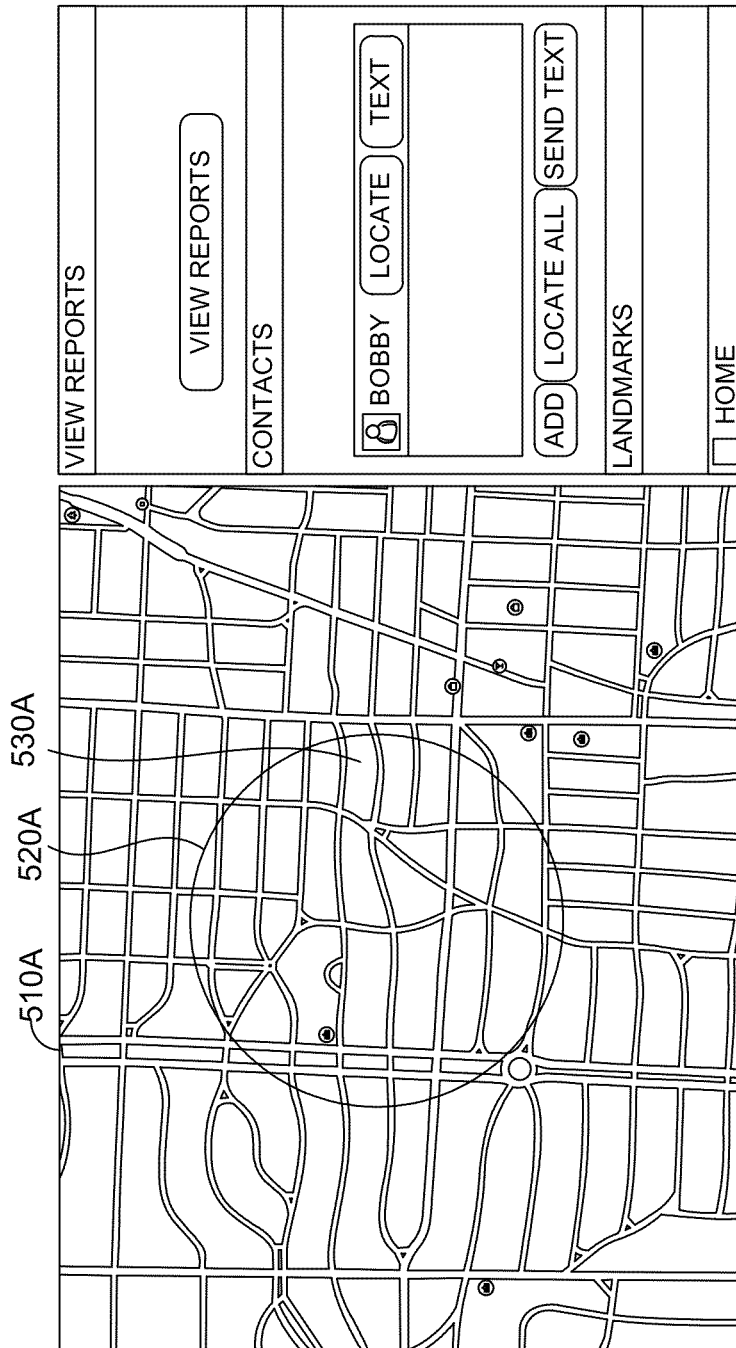 510A
520A
530A
VIEW REPORTS
VIEW REPORTS
CONTACTS
BOBBY LOCATE TEXT
ADD LOCATE ALL SEND TEXT
LANDMARKS
HOME